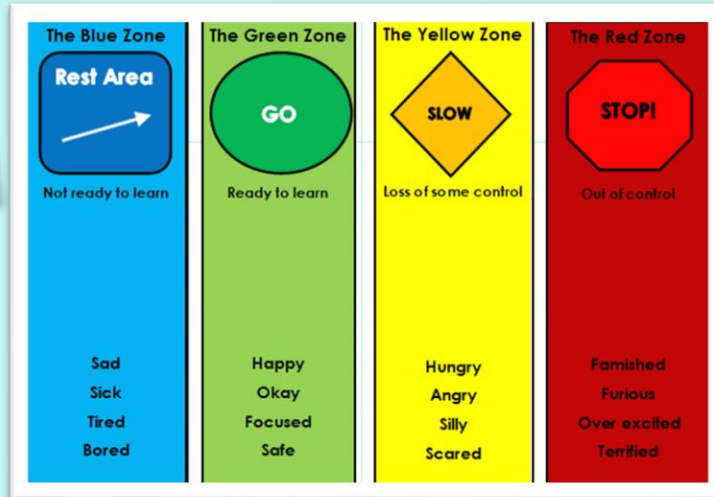 The Blue Zone
Rest Area
Not ready to learn
Sad
Sick
Tired
Bored
The Green Zone
GO
Ready to learn
Happy
Okay
Focused
Safe
The Yellow Zone
SLOW
Loss of some control
Hungry
Angry
Silly
Scared
The Red Zone
STOP!
Out of control
Famished
Furious
Over excited
Terrified